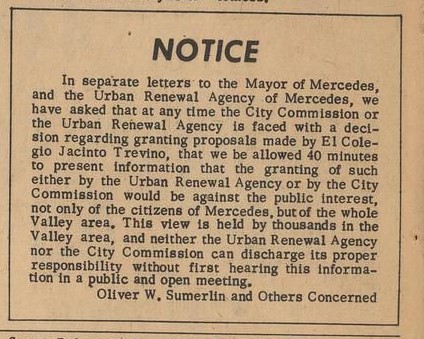 NOTICE
In separate letters to the Mayor of Mercedes,
and the Urban Renewal Agency of Mercedes, we
have asked that at any time the City Commission or
the Urban Renewal Agency is faced with a deci-
sion regarding granting proposals made by El Cole-
gio Jacinto Trevino, that we be allowed 40 minutes
to present information that the granting of such
either by the Urban Renewal Agency or by the City
Commission would be against the public interest,
not only of the citizens of Mercedes, but of the whole
Valley area. This view is held by thousands in the
Valley area, and neither the Urban Renewal Agency
nor the City Commission can discharge its proper
responsibility without first hearing this informa-
tion in a public and open meeting.
Oliver W. Sumerlin and Others Concerned